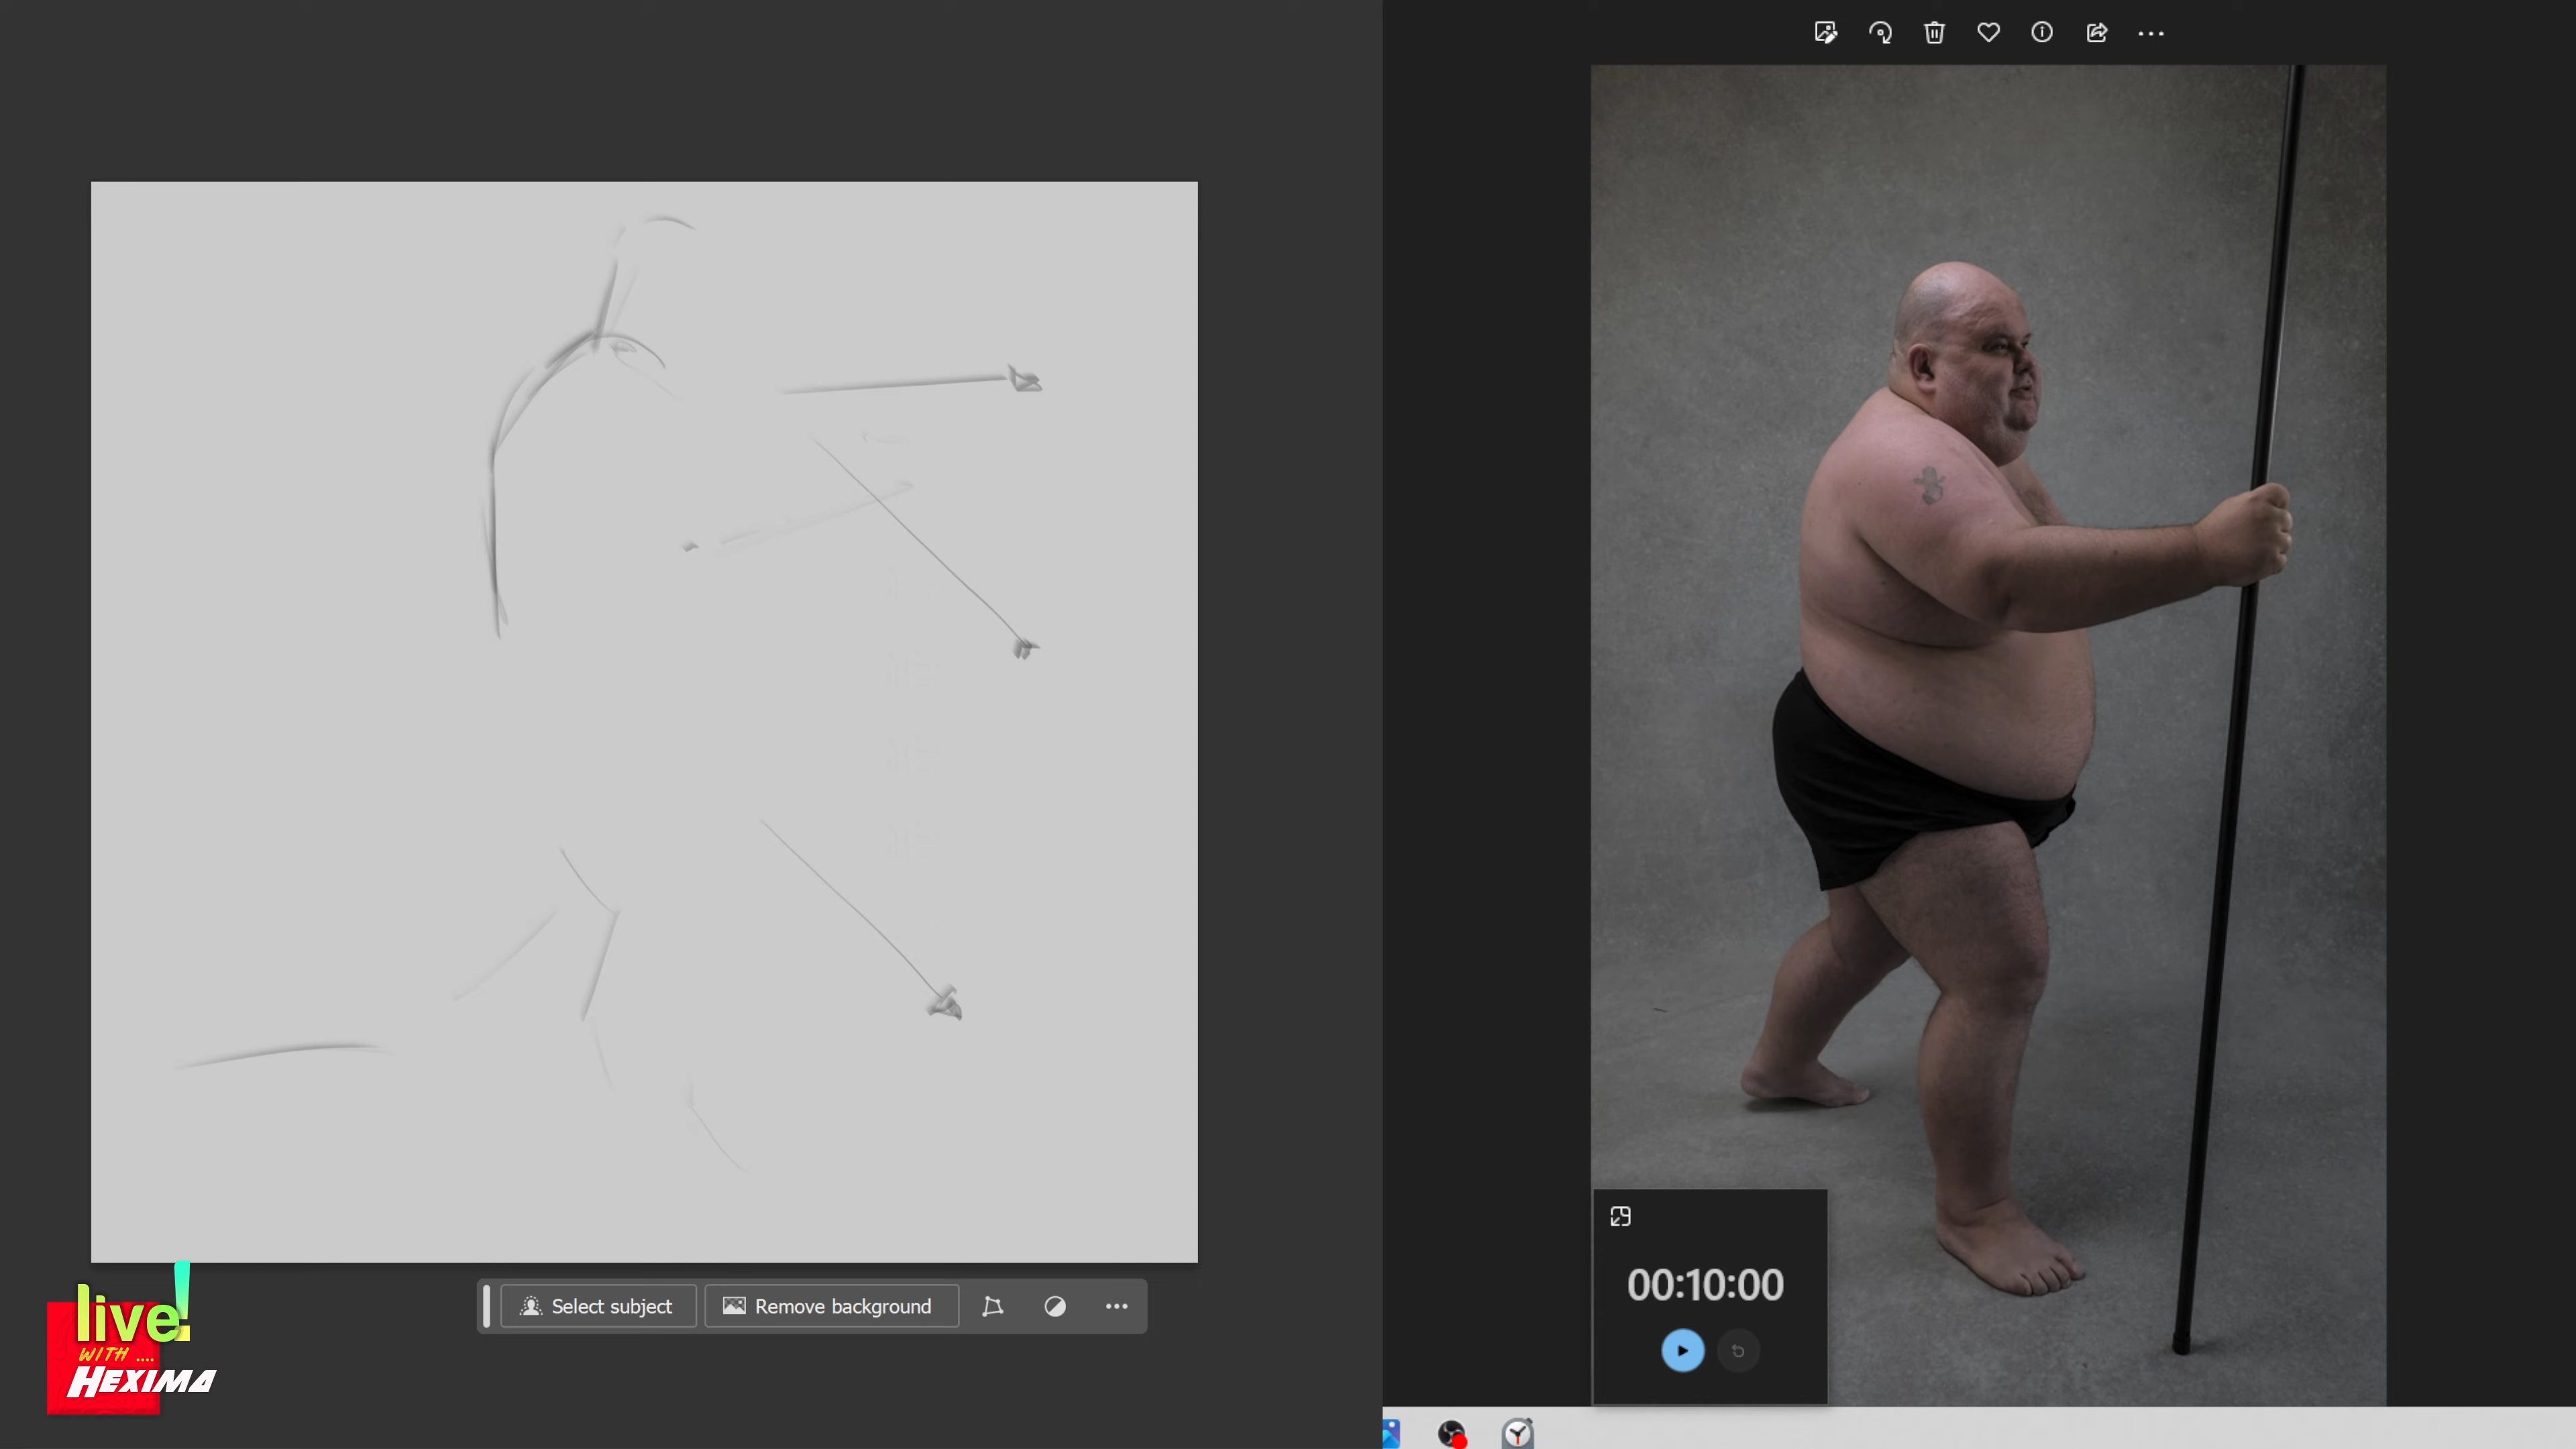 Select subject
Remove background
live!
WITH ....
HEXIMA
00:10:00